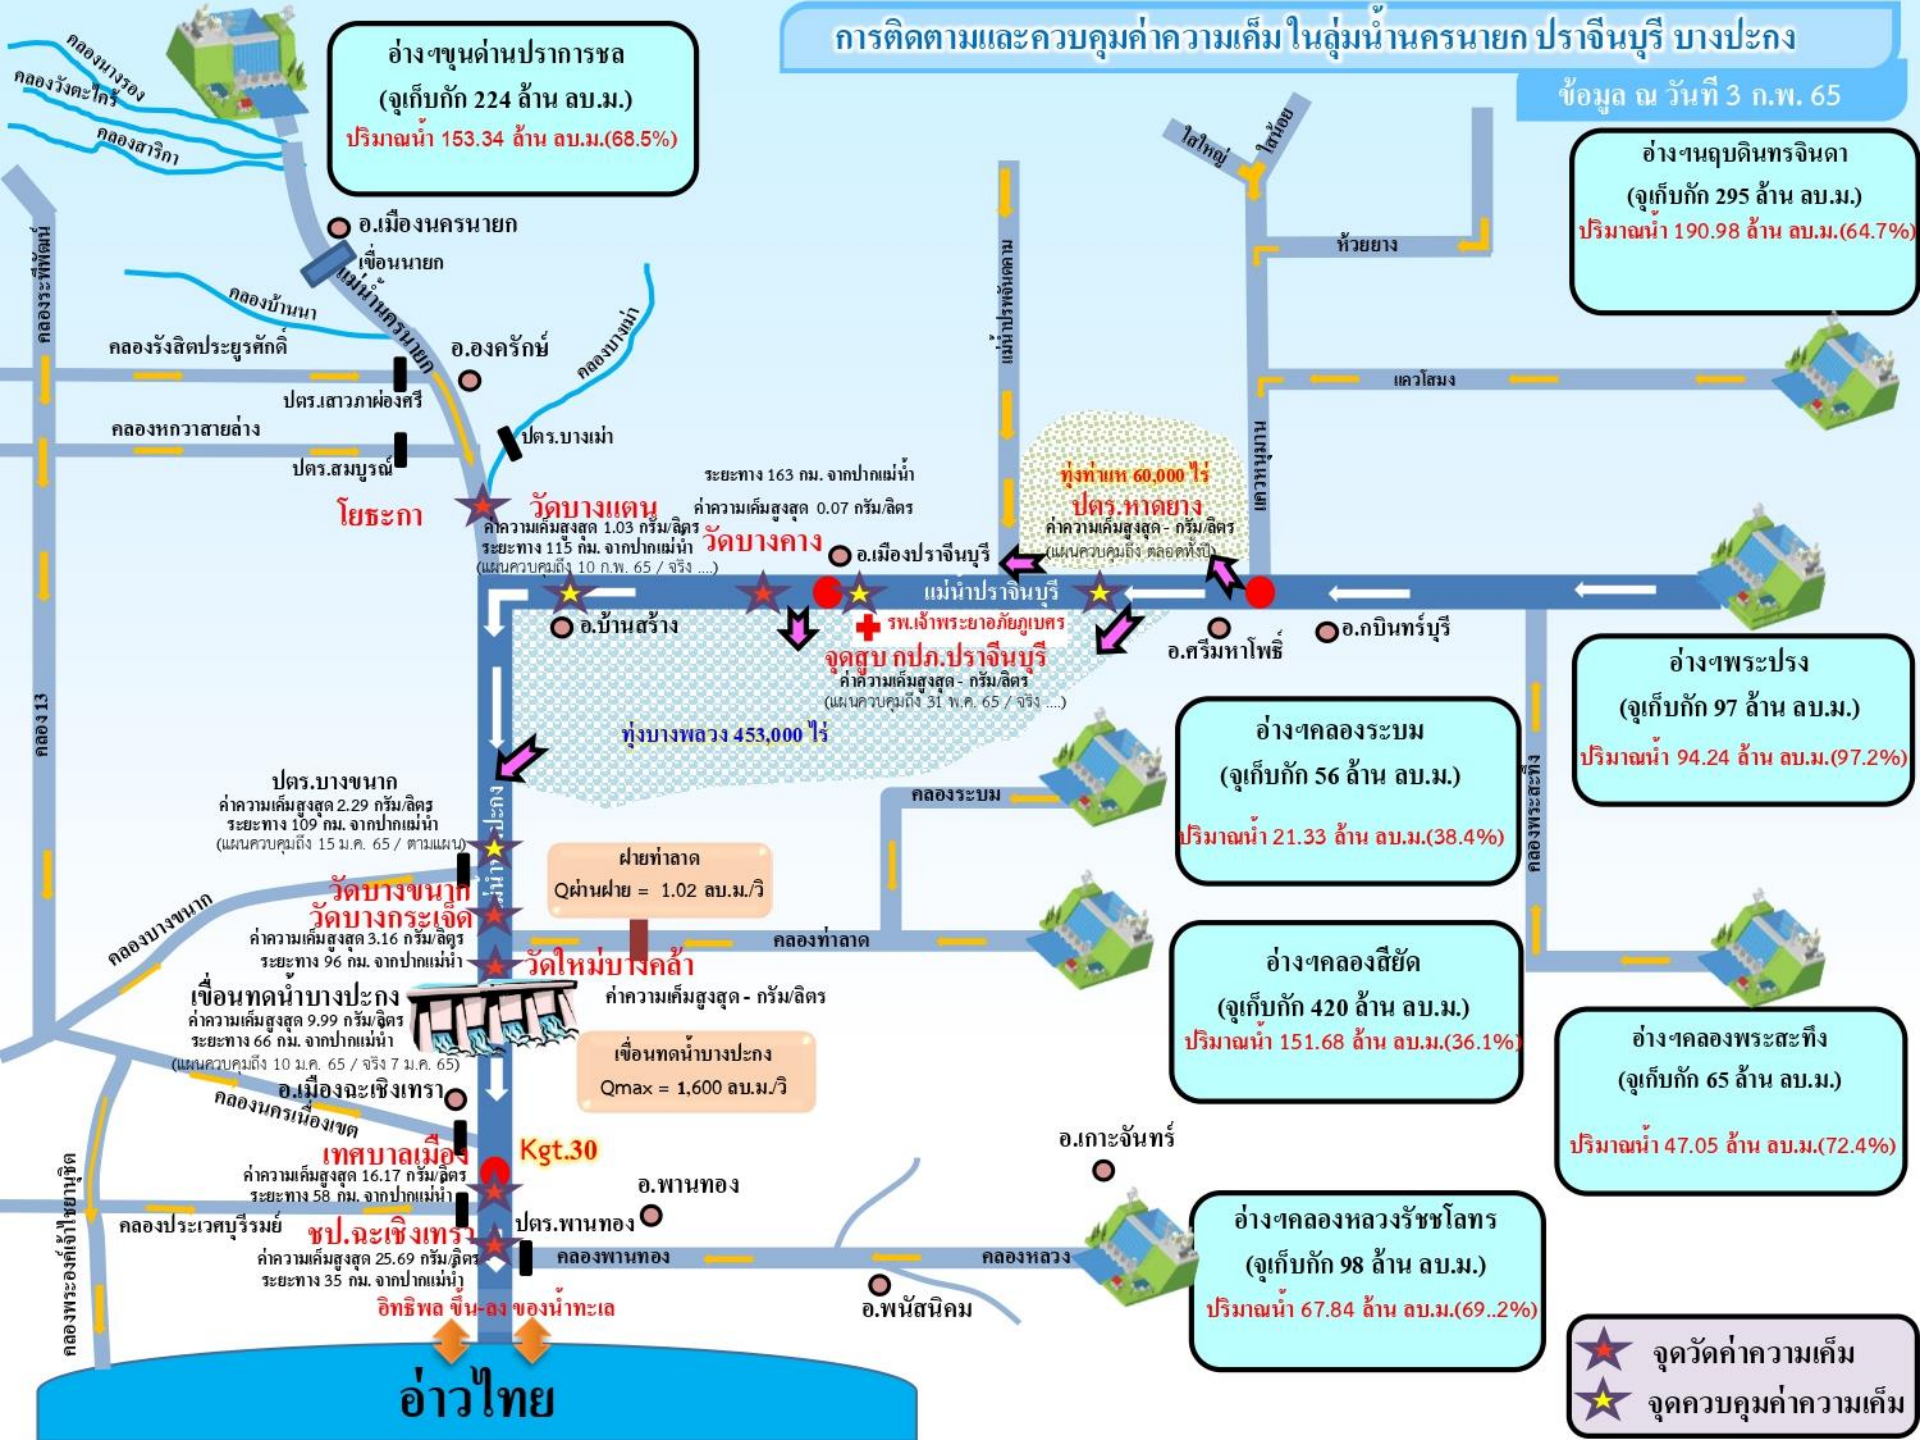 การติดตามและควบคุมค่าความเค็ม ในลุ่มน้ำนครนายก ปราจีนบุรี บางปะกง
ข้อมูล ณ วันที่ 3 ก.พ. 65
อ่างฯขุนด่านปราการชล
(จุเก็บกัก 224 ล้าน ลบ.ม.)
ปริมาณน้ำ 153.34 ล้าน ลบ.ม.(68.5%)
คลองนางรอง
คลองวังตะไคร้
คลองสาริกา
อ.เมืองนครนายก
เขื่อนนายก
แม่น้ำนครนายก
คลองบ้านนา
คลองระพีพัฒน์
คลองรังสิตประยูรศักดิ์
ปตร.เสาวภาผ่องศรี
อ.องครักษ์
คลองบางเม่า
คลองหกวาสายล่าง
ปตร.สมบูรณ์
ปตร.บางเม่า
ใสใหญ่
ใสน้อย
ห้วยยาง
แม่น้ำประจันตคาม
แควโสมง
แควหนุมาน
อ่างฯนฤบดินทรจินดา
(จุเก็บกัก 295 ล้าน ลบ.ม.)
ปริมาณน้ำ 190.98 ล้าน ลบ.ม.(64.7%)
โยธะกา
วัดบางแตน
ค่าความเค็มสูงสุด 1.03 กรัม/ลิตร
ระยะทาง 115 กม. จากปากแม่น้ำ
(แผนควบคุมถึง 10 ก.พ. 65 / จริง ....)
ระยะทาง 163 กม. จากปากแม่น้ำ
ค่าความเค็มสูงสุด 0.07 กรัม/ลิตร
วัดบางคาง
อ.เมืองปราจีนบุรี
ทุ่งท่าแห 60,000 ไร่
ปตร.หาดยาง
ค่าความเค็มสูงสุด - กรัม/ลิตร
(แผนควบคุมถึง ตลอดทั้งปี)
แม่น้ำปราจีนบุรี
อ.บ้านสร้าง
รพ.เจ้าพระยาอภัยภูเบศร
จุดสูบ กปภ.ปราจีนบุรี
ค่าความเค็มสูงสุด - กรัม/ลิตร
(แผนควบคุมถึง 31 พ.ค. 65 / จริง ....)
อ.ศรีมหาโพธิ์
อ.กบินทร์บุรี
ทุ่งบางพลวง 453,000 ไร่
อ่างฯพระปรง
(จุเก็บกัก 97 ล้าน ลบ.ม.)
ปริมาณน้ำ 94.24 ล้าน ลบ.ม.(97.2%)
คลอง 13
อ่างฯคลองระบม
(จุเก็บกัก 56 ล้าน ลบ.ม.)
ปริมาณน้ำ 21.33 ล้าน ลบ.ม.(38.4%)
คลองพระสะทึง
คลองระบม
ปตร.บางขนาก
ค่าความเค็มสูงสุด 2.29 กรัม/ลิตร
ระยะทาง 109 กม. จากปากแม่น้ำ
(แผนควบคุมถึง 15 ม.ค. 65 / ตามแผน)
ฝายท่าลาด
Qผ่านฝาย = 1.02 ลบ.ม./วิ
วัดบางขนาก
วัดบางกระเจ็ด
ค่าความเค็มสูงสุด 3.16 กรัม/ลิตร
ระยะทาง 96 กม. จากปากแม่น้ำ
คลองบางขนาก
คลองท่าลาด
วัดใหม่บางคล้า
ค่าความเค็มสูงสุด - กรัม/ลิตร
อ่างฯคลองสียัด
(จุเก็บกัก 420 ล้าน ลบ.ม.)
ปริมาณน้ำ 151.68 ล้าน ลบ.ม.(36.1%)
เขื่อนทดน้ำบางปะกง
ค่าความเค็มสูงสุด 9.99 กรัม/ลิตร
ระยะทาง 66 กม. จากปากแม่น้ำ
(แผนควบคุมถึง 10 ม.ค. 65 / จริง 7 ม.ค. 65)
เขื่อนทดน้ำบางปะกง
Qmax = 1,600 ลบ.ม./วิ
อ่างฯคลองพระสะทึง
(จุเก็บกัก 65 ล้าน ลบ.ม.)
ปริมาณน้ำ 47.05 ล้าน ลบ.ม.(72.4%)
อ.เมืองฉะเชิงเทรา
คลองนครเนื่องเขต
เทศบาลเมือง
ค่าความเค็มสูงสุด 16.17 กรัม/ลิตร
ระยะทาง 58 กม. จากปากแม่น้ำ
Kgt.30
อ.เกาะจันทร์
อ.พานทอง
ปตร.พานทอง
คลองประเวศบุรีรมย์
คลองพระองค์เจ้าไชยานุชิต
ชป.ฉะเชิงเทรา
ค่าความเค็มสูงสุด 25.69 กรัม/ลิตร
ระยะทาง 35 กม. จากปากแม่น้ำ
คลองพานทอง
คลองหลวง
อ.พนัสนิคม
อ่างฯคลองหลวงรัชชโลทร
(จุเก็บกัก 98 ล้าน ลบ.ม.)
ปริมาณน้ำ 67.84 ล้าน ลบ.ม.(69..2%)
อิทธิพล ขึ้น-ลง ของน้ำทะเล
อ่าวไทย
จุดวัดค่าความเค็ม
จุดควบคุมค่าความเค็ม